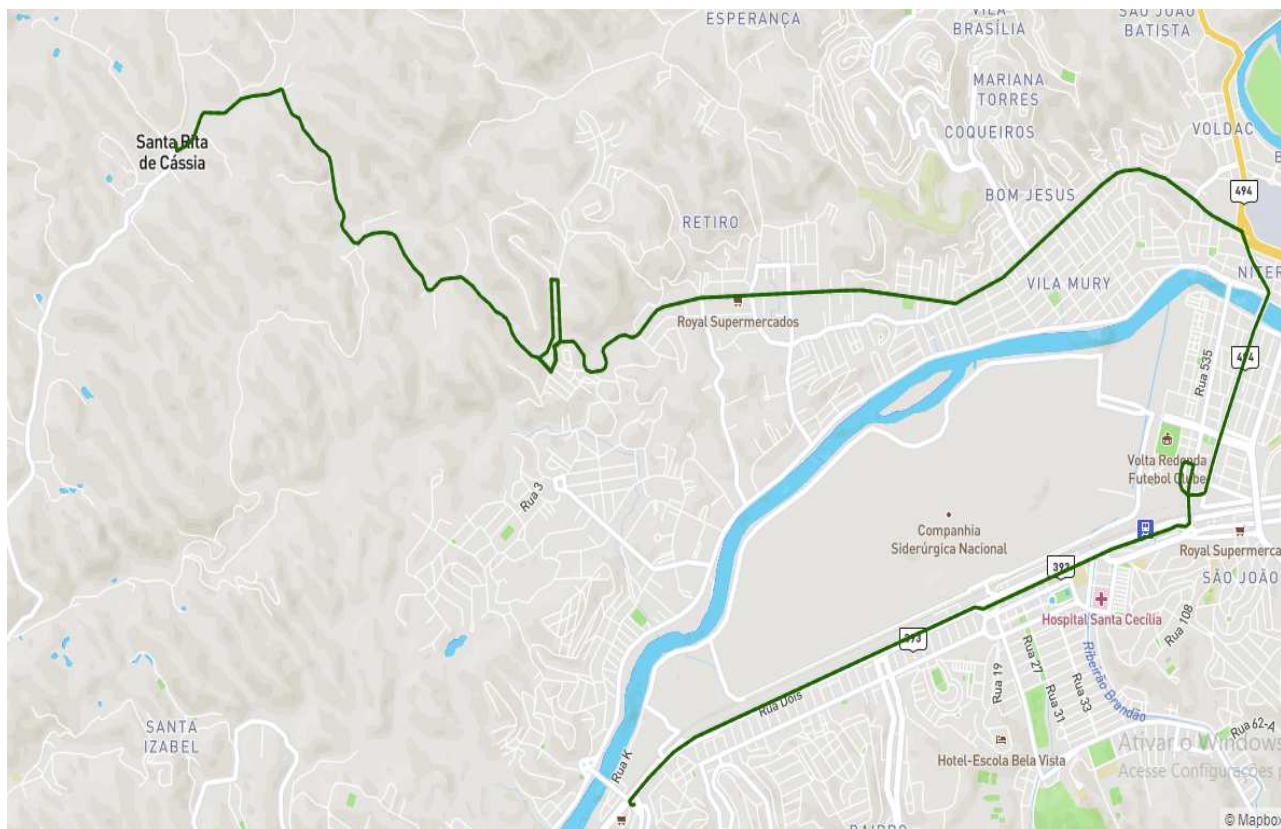 ESPERANÇA
VILA
BRASÍLIA
SÃO JOÃO
BATISTA
MARIANA
TORRES
COQUEIROS
VOLDAC
Santa Rita
de Cássia
494
BOM JESUS
RETIRO
VILA MURY
NITER
Royal Supermercados
494
Rua 535
Volta Redonda
Futebol Clube
Rua 3
Companhia
Siderúrgica Nacional
Royal Supermerca
393
SÃO JOÃO
Hospital Santa Cecília
393
Rua 108
Rua 19
Rua 27
Rua 31
Rua 33
Ribeirão Brandão
Rua Dois
SANTA
IZABEL
Rua K
Rua 62-A
Ativar o Windows
Hotel-Escola Bela Vista
Acesse Configurações p
BAIRRO
© Mapbox